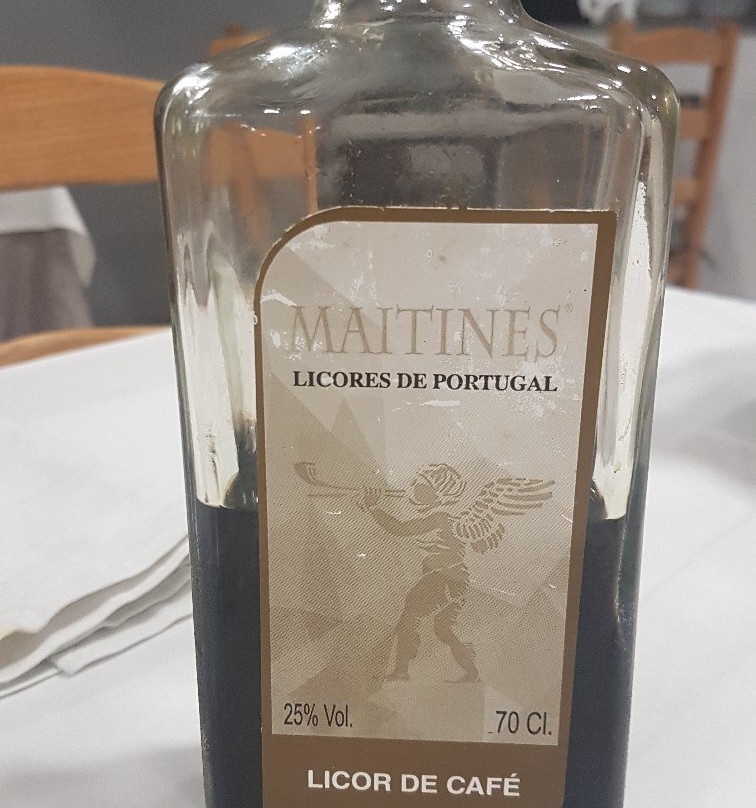 MAITINES®
LICORES DE PORTUGAL
25% Vol. 70 Cl.
LICOR DE CAFÉ